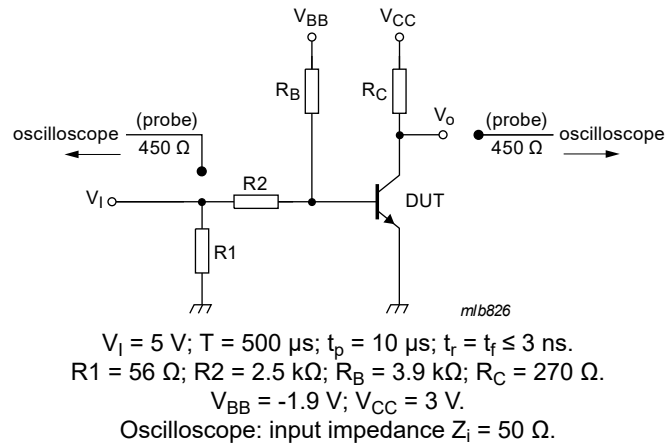 V_BB V_CC
R_B R_C
(probe) V_o (probe)
oscilloscope 450 Ω 450 Ω oscilloscope
R2
V_I DUT
R1
mlb826
V_I = 5 V; T = 500 μs; t_p = 10 μs; t_r = t_f ≤ 3 ns.
R1 = 56 Ω; R2 = 2.5 kΩ; R_B = 3.9 kΩ; R_C = 270 Ω.
V_BB = -1.9 V; V_CC = 3 V.
Oscilloscope: input impedance Z_i = 50 Ω.